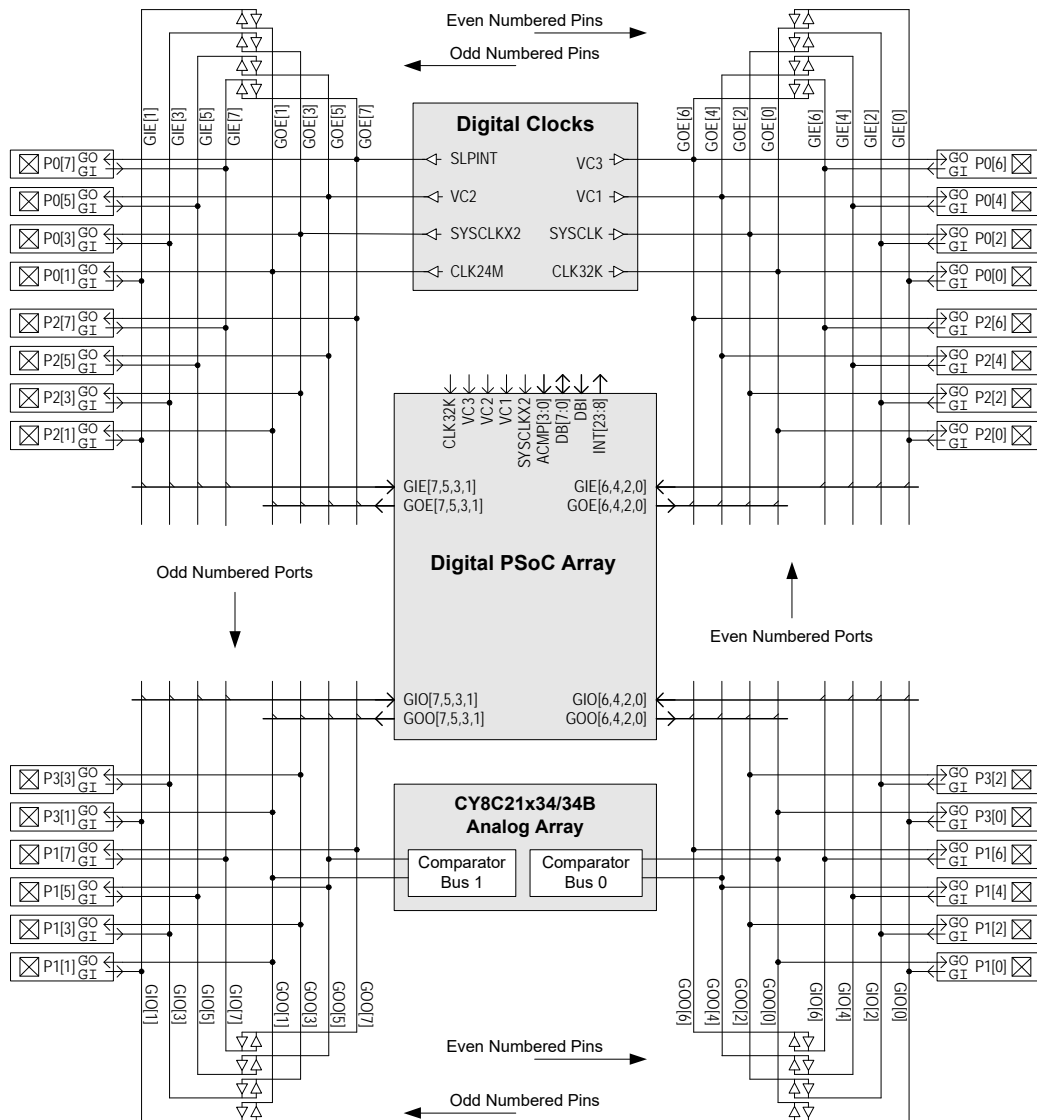 Even Numbered Pins
Odd Numbered Pins
GIE[1]
GIE[3]
GIE[5]
GIE[7]
GOE[1]
GOE[3]
GOE[5]
GOE[7]
GOE[6]
GOE[4]
GOE[2]
GOE[0]
GIE[6]
GIE[4]
GIE[2]
GIE[0]
Digital Clocks
SLPINT VC3
VC2 VC1
SYSCLKX2 SYSCLK
CLK24M CLK32K
P0[7] GO GI
P0[5] GO GI
P0[3] GO GI
P0[1] GO GI
P2[7] GO GI
P2[5] GO GI
P2[3] GO GI
P2[1] GO GI
GO GI P0[6]
GO GI P0[4]
GO GI P0[2]
GO GI P0[0]
GO GI P2[6]
GO GI P2[4]
GO GI P2[2]
GO GI P2[0]
CLK32K
VC3
VC2
VC1
SYSCLKX2
ACMP[3:0]
DB[7:0]
DBI
INT[23:8]
GIE[7,5,3,1] GIE[6,4,2,0]
GOE[7,5,3,1] GOE[6,4,2,0]
Digital PSoC Array
Odd Numbered Ports
Even Numbered Ports
GIO[7,5,3,1] GIO[6,4,2,0]
GOO[7,5,3,1] GOO[6,4,2,0]
P3[3] GO GI
P3[1] GO GI
P1[7] GO GI
P1[5] GO GI
P1[3] GO GI
P1[1] GO GI
CY8C21x34/34B
Analog Array
Comparator
Bus 1
Comparator
Bus 0
GO GI P3[2]
GO GI P3[0]
GO GI P1[6]
GO GI P1[4]
GO GI P1[2]
GO GI P1[0]
GIO[1]
GIO[3]
GIO[5]
GIO[7]
GOO[1]
GOO[3]
GOO[5]
GOO[7]
GOO[6]
GOO[4]
GOO[2]
GOO[0]
GIO[6]
GIO[4]
GIO[2]
GIO[0]
Even Numbered Pins
Odd Numbered Pins